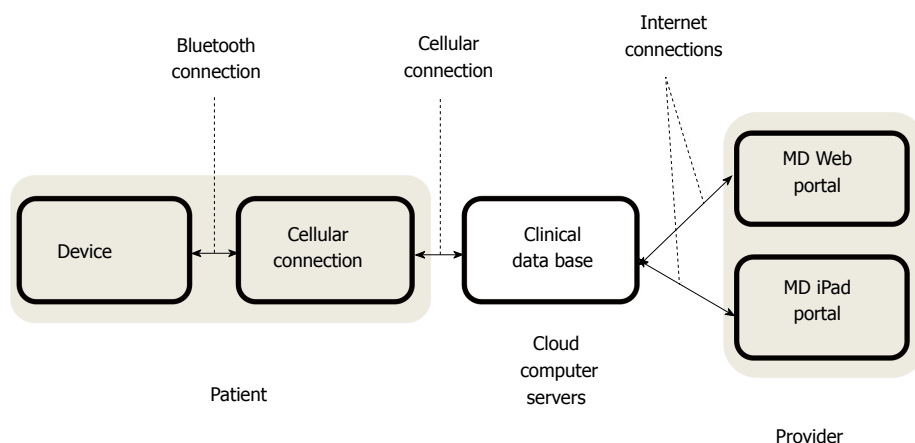 Bluetooth
connection
Cellular
connection
Internet
connections
Device
Cellular
connection
Clinical
data base
MD Web
portal
MD iPad
portal
Patient
Cloud
computer
servers
Provider